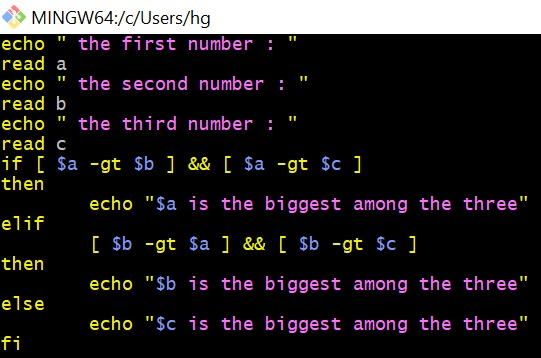 MINGW64:/c/Users/hg
echo " the first number : "
read a
echo " the second number : "
read b
echo " the third number : "
read c
if [ $a -gt $b ] && [ $a -gt $c ]
then
        echo "$a is the biggest among the three"
elif
        [ $b -gt $a ] && [ $b -gt $c ]
then
        echo "$b is the biggest among the three"
else
        echo "$c is the biggest among the three"
fi